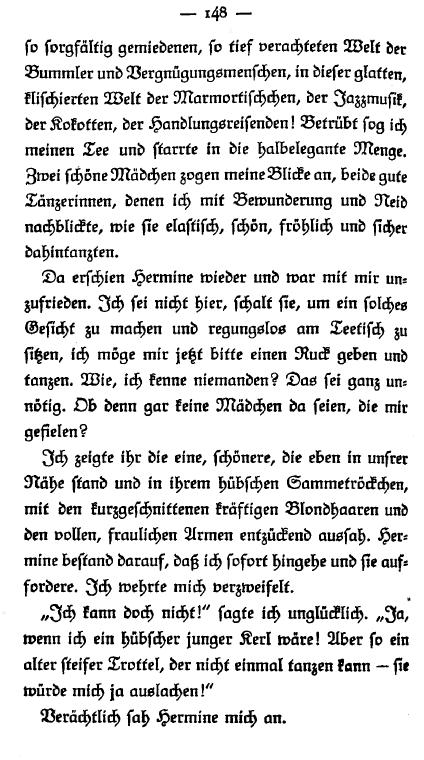 — 148 —
so sorgfältig gemiedenen, so tief verachteten Welt der
Bummler und Vergnügungsmenschen, in dieser glatten,
klischierten Welt der Marmortischchen, der Jazzmusik,
der Kokotten, der Handlungsreisenden! Betrübt sog ich
meinen Tee und starrte in die halbelegante Menge.
Zwei schöne Mädchen zogen meine Blicke an, beide gute
Tänzerinnen, denen ich mit Bewunderung und Neid
nachblickte, wie sie elastisch, schön, fröhlich und sicher
dahintanzten.
Da erschien Hermine wieder und war mit mir un-
zufrieden. Ich sei nicht hier, schalt sie, um ein solches
Gesicht zu machen und regungslos am Teetisch zu
sitzen, ich möge mir jetzt bitte einen Ruck geben und
tanzen. Wie, ich kenne niemanden? Das sei ganz un-
nötig. Ob denn gar keine Mädchen da seien, die mir
gefielen?
Ich zeigte ihr die eine, schönere, die eben in unsrer
Nähe stand und in ihrem hübschen Sammetröckchen,
mit den kurzgeschnittenen kräftigen Blondhaaren und
den vollen, fraulichen Armen entzückend aussah. Her-
mine bestand darauf, daß ich sofort hingehe und sie auf-
fordere. Ich wehrte mich verzweifelt.
„Ich kann doch nicht!“ sagte ich unglücklich. „Ja,
wenn ich ein hübscher junger Kerl wäre! Aber so ein
alter steifer Trottel, der nicht einmal tanzen kann — sie
würde mich ja auslachen!“
Verächtlich sah Hermine mich an.